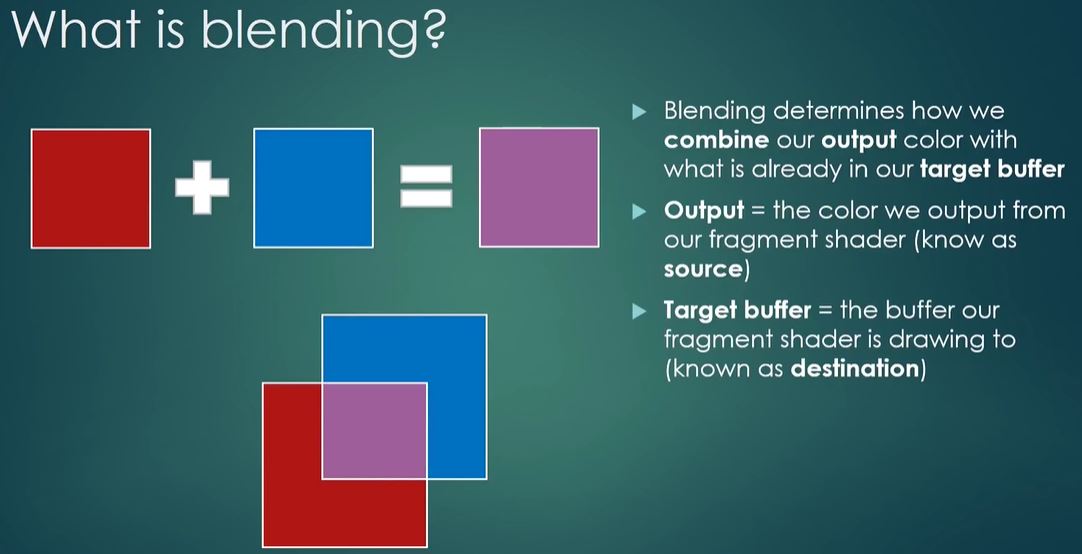 What is blending?
Blending determines how we
combine our output color with
what is already in our target buffer
Output = the color we output from
our fragment shader (know as
source)
Target buffer = the buffer our
fragment shader is drawing to
(known as destination)